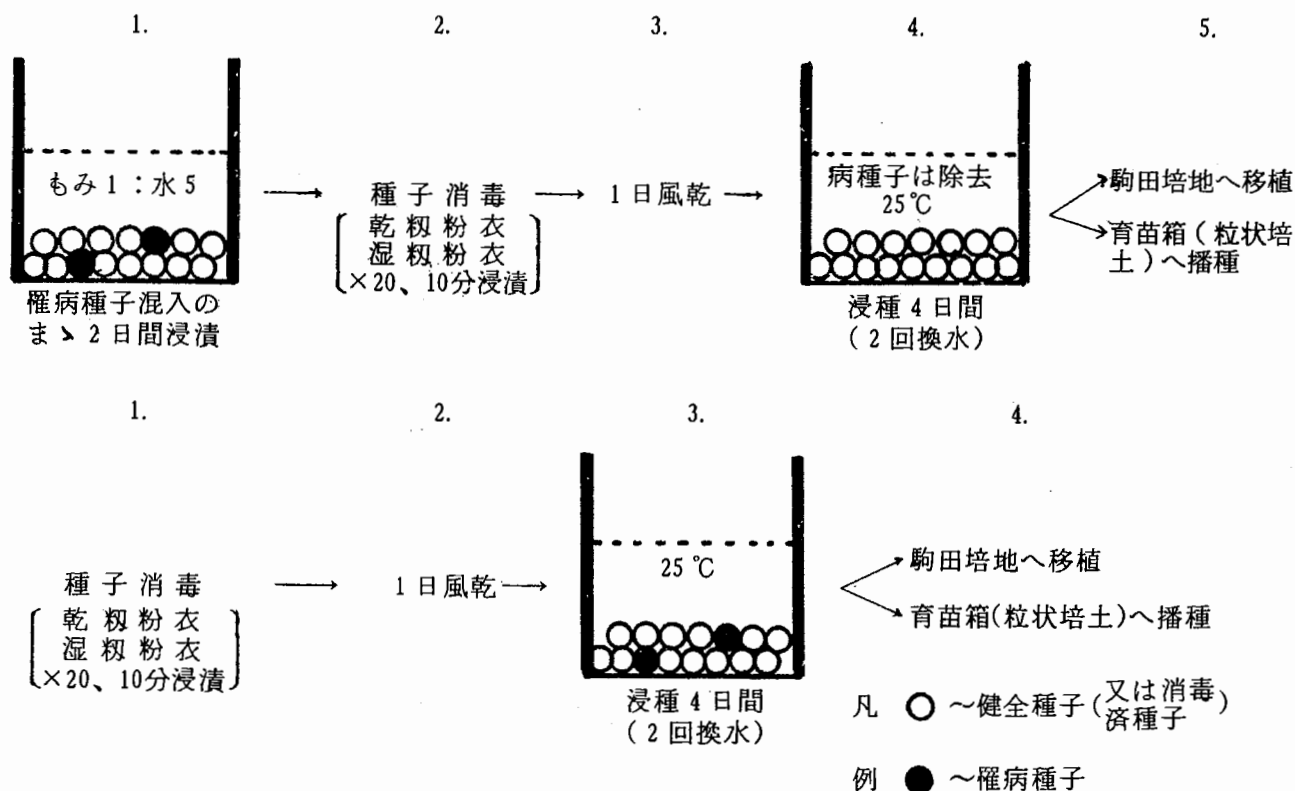 1. 2. 3. 4. 5.
もみ1：水5
罹病種子混入の
まゝ2日間浸漬
種子消毒
乾籾粉衣
湿籾粉衣
×20、10分浸漬
1日風乾
病種子は除去
25℃
浸種4日間
（2回換水）
駒田培地へ移植
育苗箱（粒状培
土）へ播種
1. 2. 3. 4.
種子消毒
乾籾粉衣
湿籾粉衣
×20、10分浸漬
1日風乾
25℃
浸種4日間
（2回換水）
駒田培地へ移植
育苗箱(粒状培土)へ播種
凡 ○ ～健全種子(又は消毒
済種子)
例 ● ～罹病種子